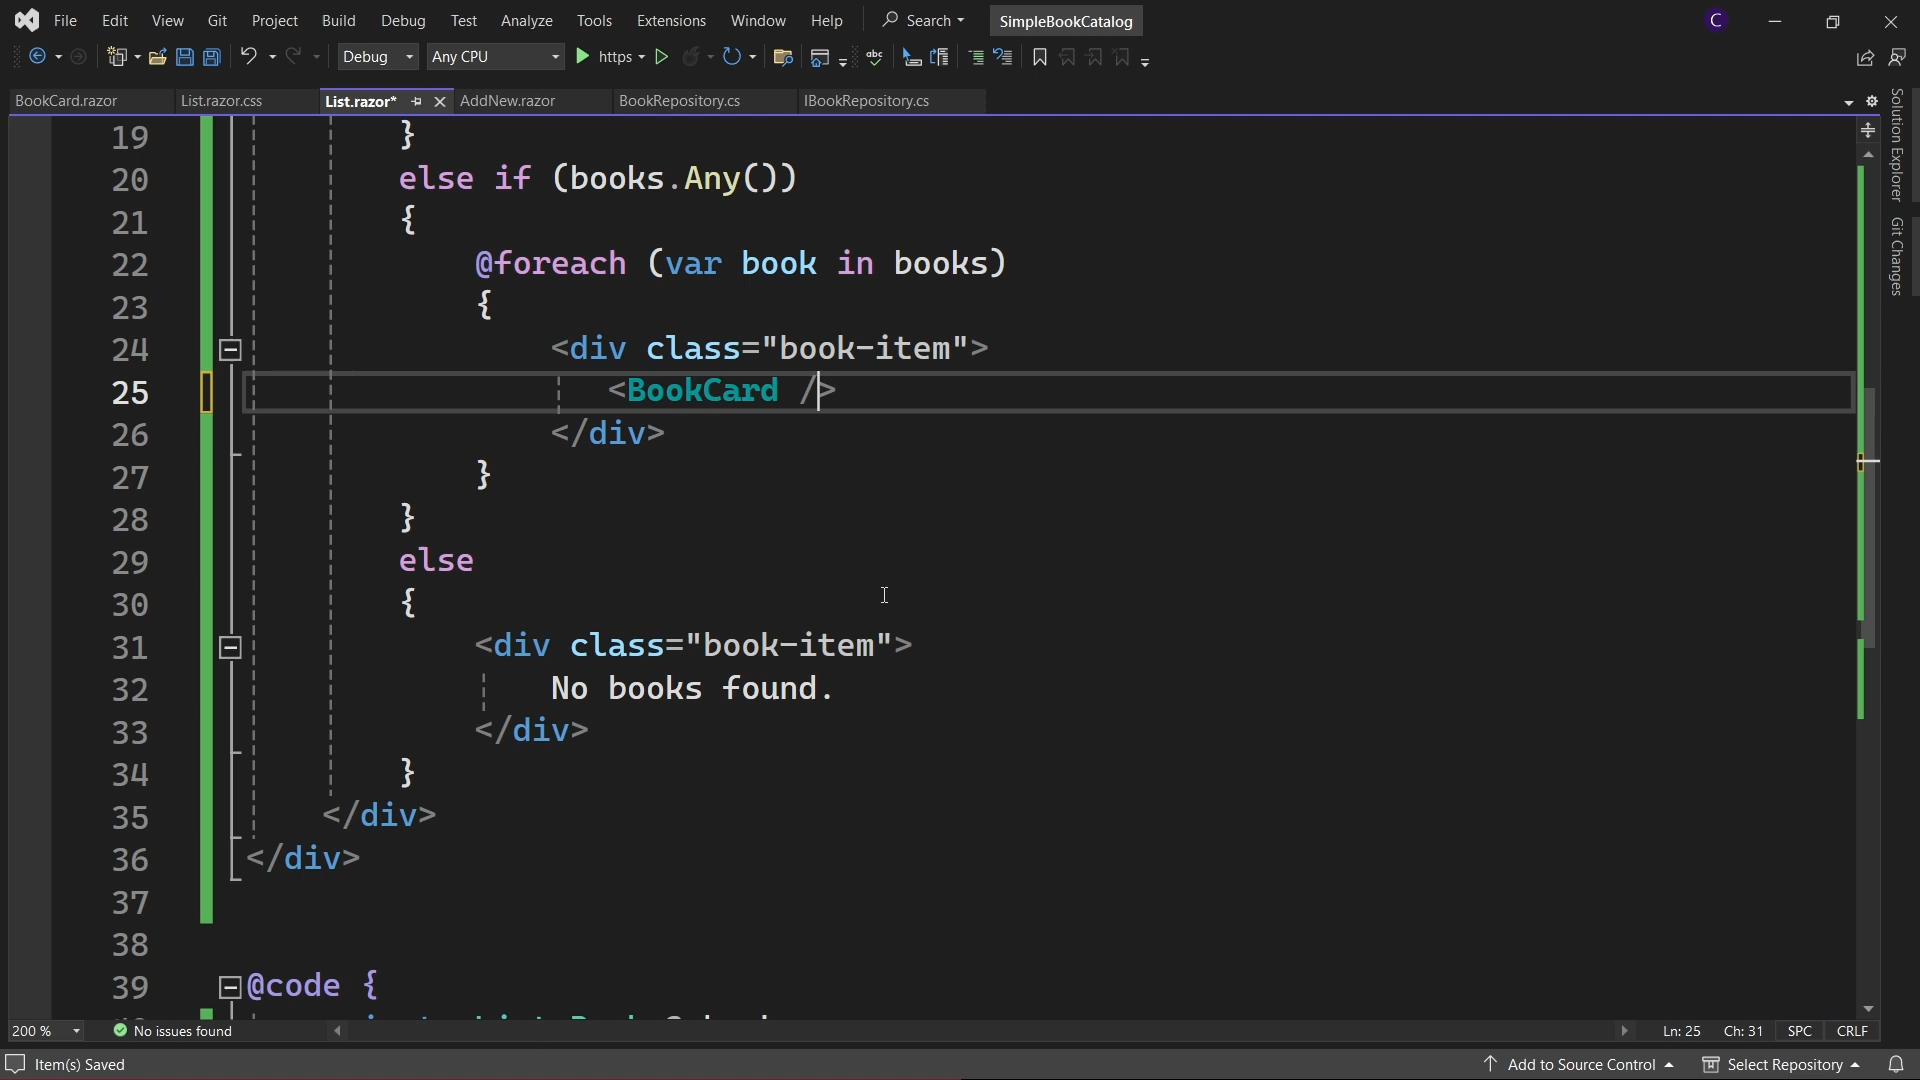 File Edit View Git Project Build Debug Test Analyze Tools Extensions Window Help Search SimpleBookCatalog C
Debug Any CPU https abc
BookCard.razor List.razor.css List.razor* AddNew.razor BookRepository.cs IBookRepository.cs
Solution Explorer
Git Changes
19 }
20 else if (books.Any())
21 {
22 @foreach (var book in books)
23 {
24 <div class="book-item">
25 <BookCard />
26 </div>
27 }
28 }
29 else
30 {
31 <div class="book-item">
32 No books found.
33 </div>
34 }
35 </div>
36 </div>
37
38
39 @code {
200 % No issues found Ln: 25 Ch: 31 SPC CRLF
Item(s) Saved Add to Source Control Select Repository